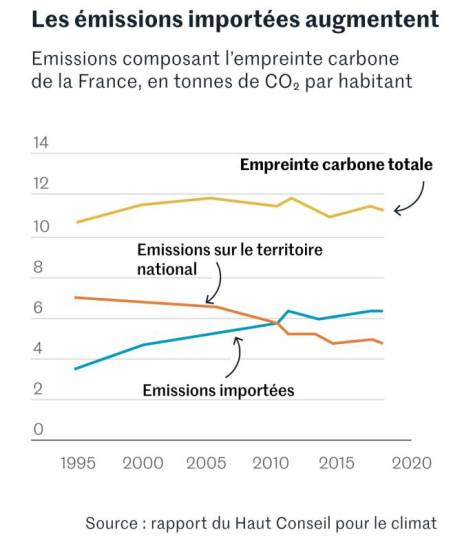 Les émissions importées augmentent
Emissions composant l'empreinte carbone
de la France, en tonnes de CO₂ par habitant
14
Empreinte carbone totale
12
10
Emissions sur le territoire
national
8
6
4
Emissions importées
2
0
1995 2000 2005 2010 2015 2020
Source : rapport du Haut Conseil pour le climat